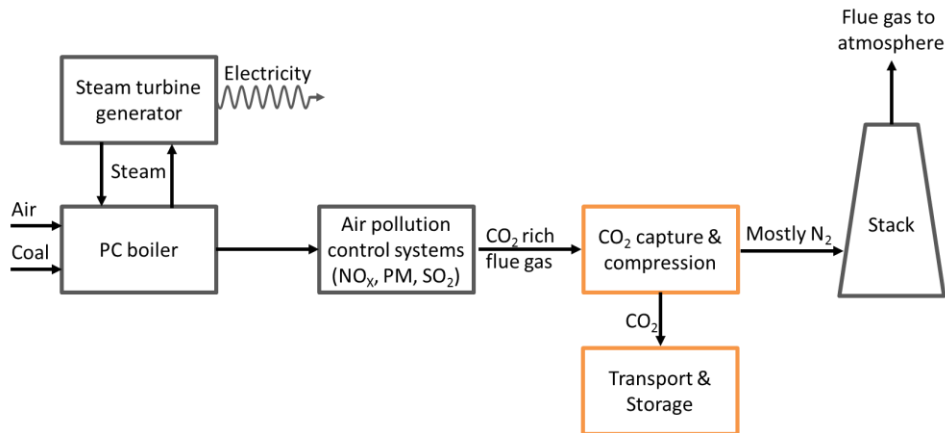 Flue gas to
atmosphere
Steam turbine
generator
Electricity
Steam
Air
Coal
PC boiler
Air pollution
control systems
(NOₓ, PM, SO₂)
CO₂ rich
flue gas
CO₂ capture &
compression
Mostly N₂
Stack
CO₂
Transport &
Storage